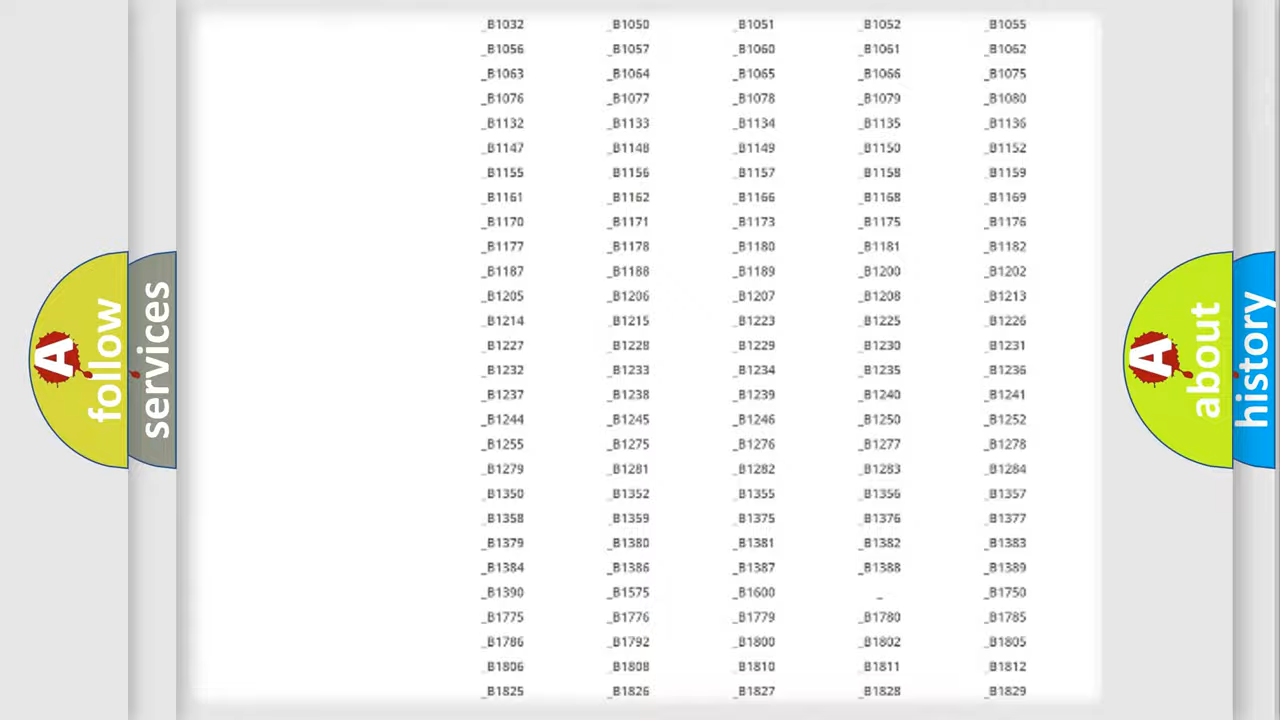 _B1032 _B1050 _B1051 _B1052 _B1055
_B1056 _B1057 _B1060 _B1061 _B1062
_B1063 _B1064 _B1065 _B1066 _B1075
_B1076 _B1077 _B1078 _B1079 _B1080
_B1132 _B1133 _B1134 _B1135 _B1136
_B1147 _B1148 _B1149 _B1150 _B1152
_B1155 _B1156 _B1157 _B1158 _B1159
_B1161 _B1162 _B1166 _B1168 _B1169
_B1170 _B1171 _B1173 _B1175 _B1176
_B1177 _B1178 _B1180 _B1181 _B1182
_B1187 _B1188 _B1189 _B1200 _B1202
_B1205 _B1206 _B1207 _B1208 _B1213
_B1214 _B1215 _B1223 _B1225 _B1226
_B1227 _B1228 _B1229 _B1230 _B1231
_B1232 _B1233 _B1234 _B1235 _B1236
_B1237 _B1238 _B1239 _B1240 _B1241
_B1244 _B1245 _B1246 _B1250 _B1252
_B1255 _B1275 _B1276 _B1277 _B1278
_B1279 _B1281 _B1282 _B1283 _B1284
_B1350 _B1352 _B1355 _B1356 _B1357
_B1358 _B1359 _B1375 _B1376 _B1377
_B1379 _B1380 _B1381 _B1382 _B1383
_B1384 _B1386 _B1387 _B1388 _B1389
_B1390 _B1575 _B1600 _ _B1750
_B1775 _B1776 _B1779 _B1780 _B1785
_B1786 _B1792 _B1800 _B1802 _B1805
_B1806 _B1808 _B1810 _B1811 _B1812
_B1825 _B1826 _B1827 _B1828 _B1829
A follow
services
A about
history